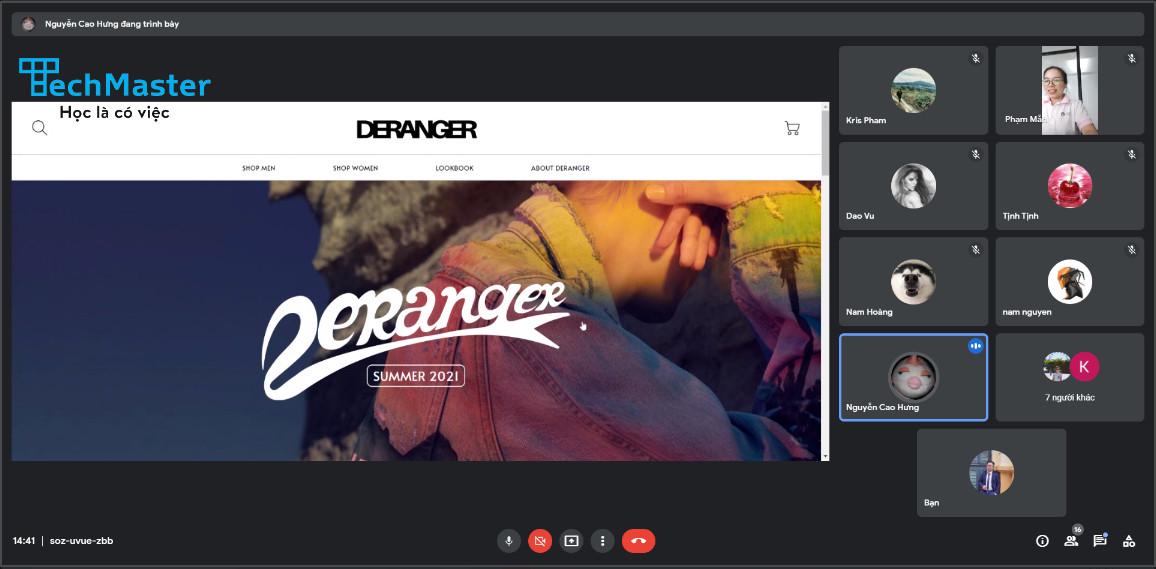 Nguyễn Cao Hưng đang trình bày
TechMaster
Học là có việc
DERANGER
SHOP MEN
SHOP WOMEN
LOOKBOOK
ABOUT DERANGER
Deranger
SUMMER 2021
Kris Pham
Phạm Mẫ
Dao Vu
Tịnh Tịnh
Nam Hoàng
nam nguyen
Nguyễn Cao Hưng
K
7 người khác
Bạn
14:41 | soz-uvue-zbb
16